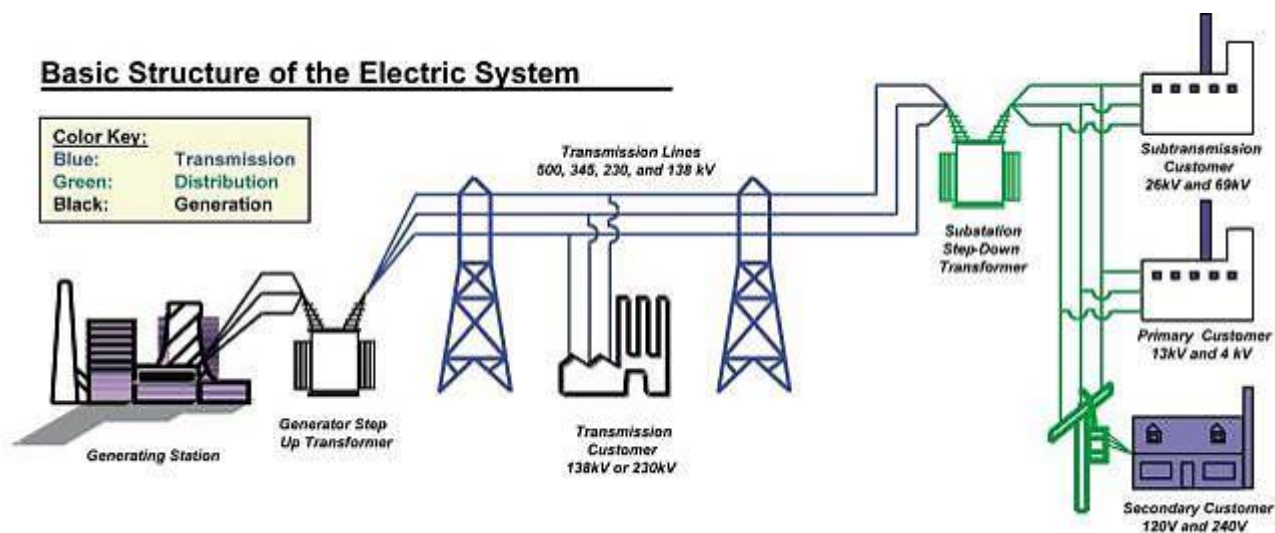 Basic Structure of the Electric System
Color Key:
Blue: Transmission
Green: Distribution
Black: Generation
Transmission Lines
500, 345, 230, and 138 kV
Subtransmission
Customer
26kV and 69kV
Substation
Step-Down
Transformer
Primary Customer
13kV and 4 kV
Generating Station
Generator Step
Up Transformer
Transmission
Customer
138kV or 230kV
Secondary Customer
120V and 240V